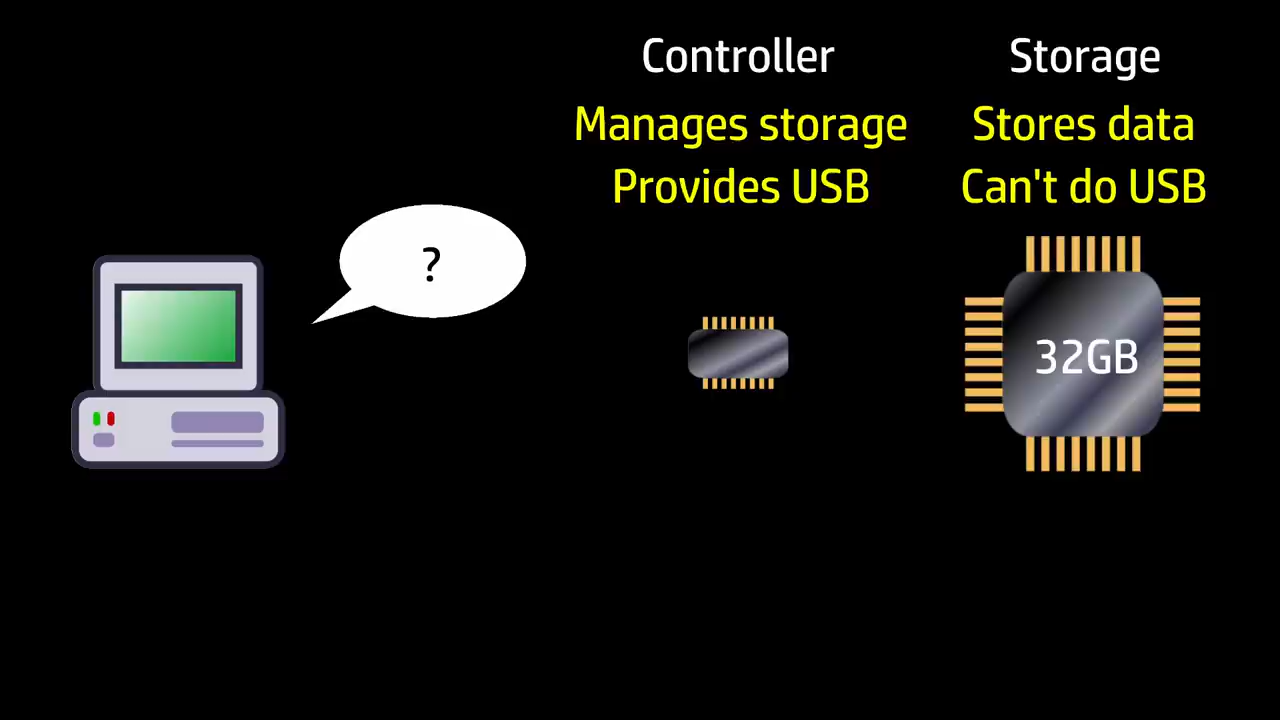 Controller
Manages storage
Provides USB
Storage
Stores data
Can't do USB
?
32GB